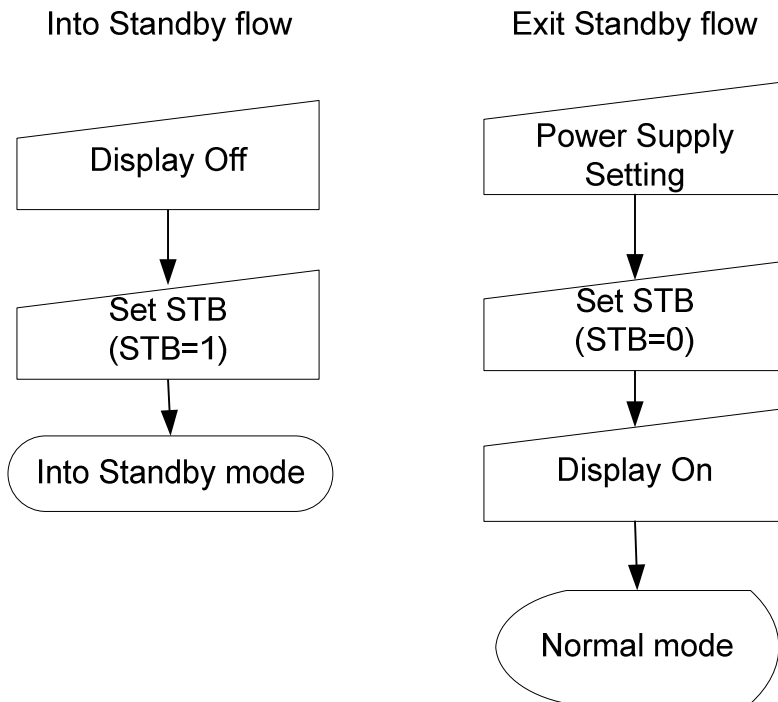 Into Standby flow
Display Off
Set STB
(STB=1)
Into Standby mode
Exit Standby flow
Power Supply
Setting
Set STB
(STB=0)
Display On
Normal mode